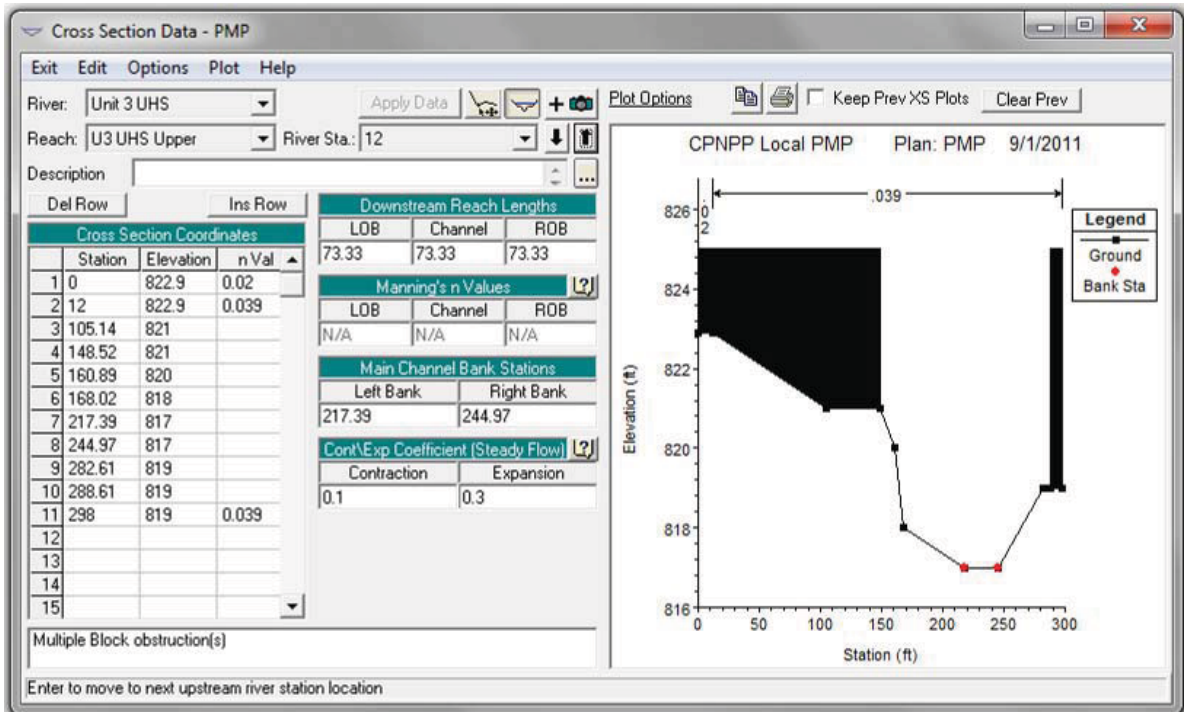 Cross Section Data - PMP
Exit Edit Options Plot Help
River: Unit 3 UHS Apply Data
Reach: U3 UHS Upper River Sta.: 12
Description ...
Del Row Ins Row
Cross Section Coordinates
Station Elevation n Val
1 0 822.9 0.02
2 12 822.9 0.039
3 105.14 821
4 148.52 821
5 160.89 820
6 168.02 818
7 217.39 817
8 244.97 817
9 282.61 819
10 288.61 819
11 298 819 0.039
12
13
14
15
Downstream Reach Lengths
LOB Channel ROB
73.33 73.33 73.33
Manning's n Values
LOB Channel ROB
N/A N/A N/A
Main Channel Bank Stations
Left Bank Right Bank
217.39 244.97
Cont\Exp Coefficient (Steady Flow)
Contraction Expansion
0.1 0.3
Multiple Block obstruction(s)
Enter to move to next upstream river station location
Plot Options Keep Prev XS Plots Clear Prev
CPNPP Local PMP Plan: PMP 9/1/2011
.02
.039
Legend
Ground
Bank Sta
826
824
822
820
818
816
Elevation (ft)
0 50 100 150 200 250 300
Station (ft)